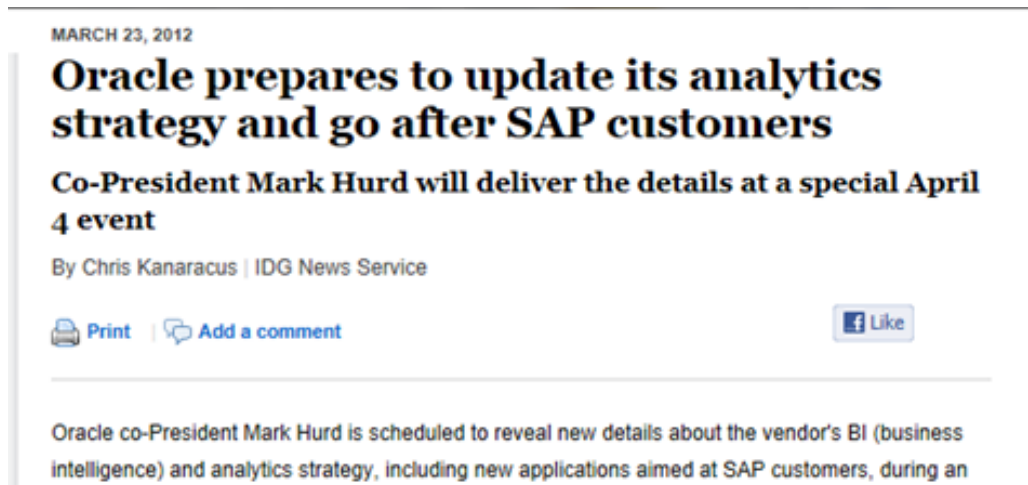 MARCH 23, 2012
Oracle prepares to update its analytics
strategy and go after SAP customers
Co-President Mark Hurd will deliver the details at a special April
4 event
By Chris Kanaracus | IDG News Service
Print | Add a comment
f Like
Oracle co-President Mark Hurd is scheduled to reveal new details about the vendor's BI (business
intelligence) and analytics strategy, including new applications aimed at SAP customers, during an